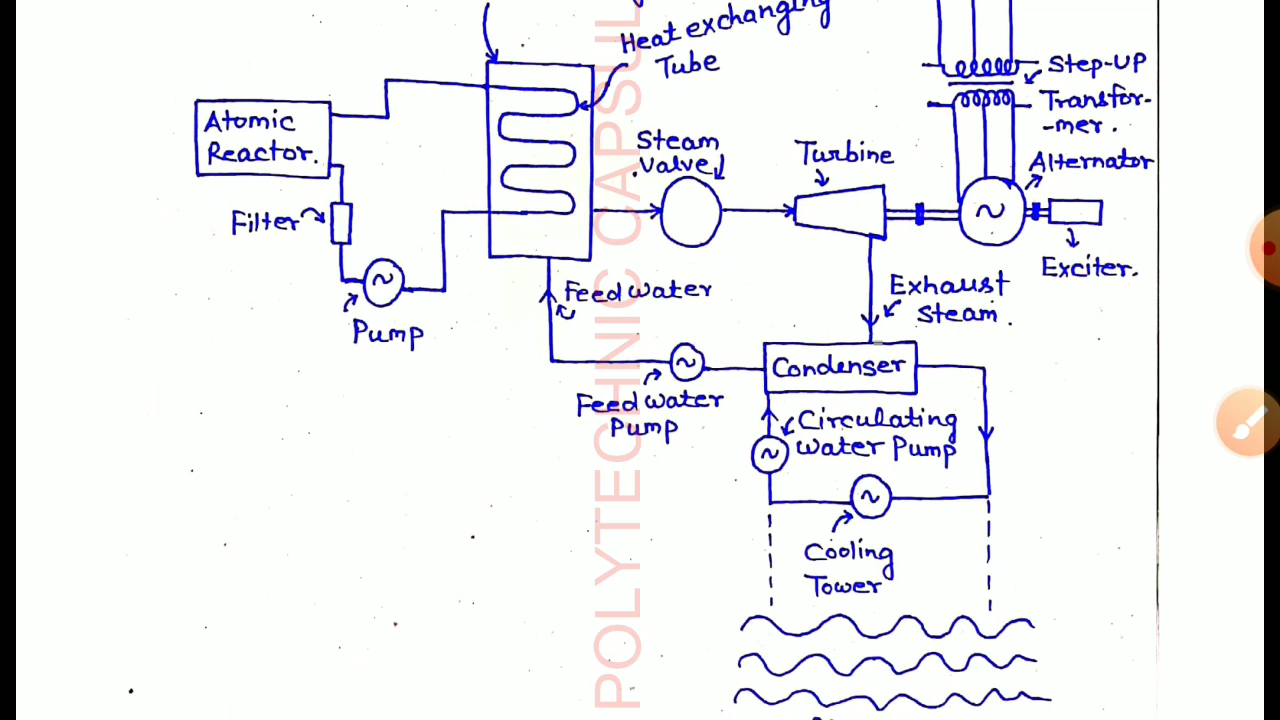 Heat exchanging
Tube
Step-UP
Transfor-
-mer.
Atomic
Reactor.
Steam
Valve
Turbine
Alternator
Filter
Exciter.
Feed water
Exhaust
Steam.
Pump
Condenser
Feed water
Pump
Circulating
Water Pump
Cooling
Tower
POLYTECHNIC CAPSUL